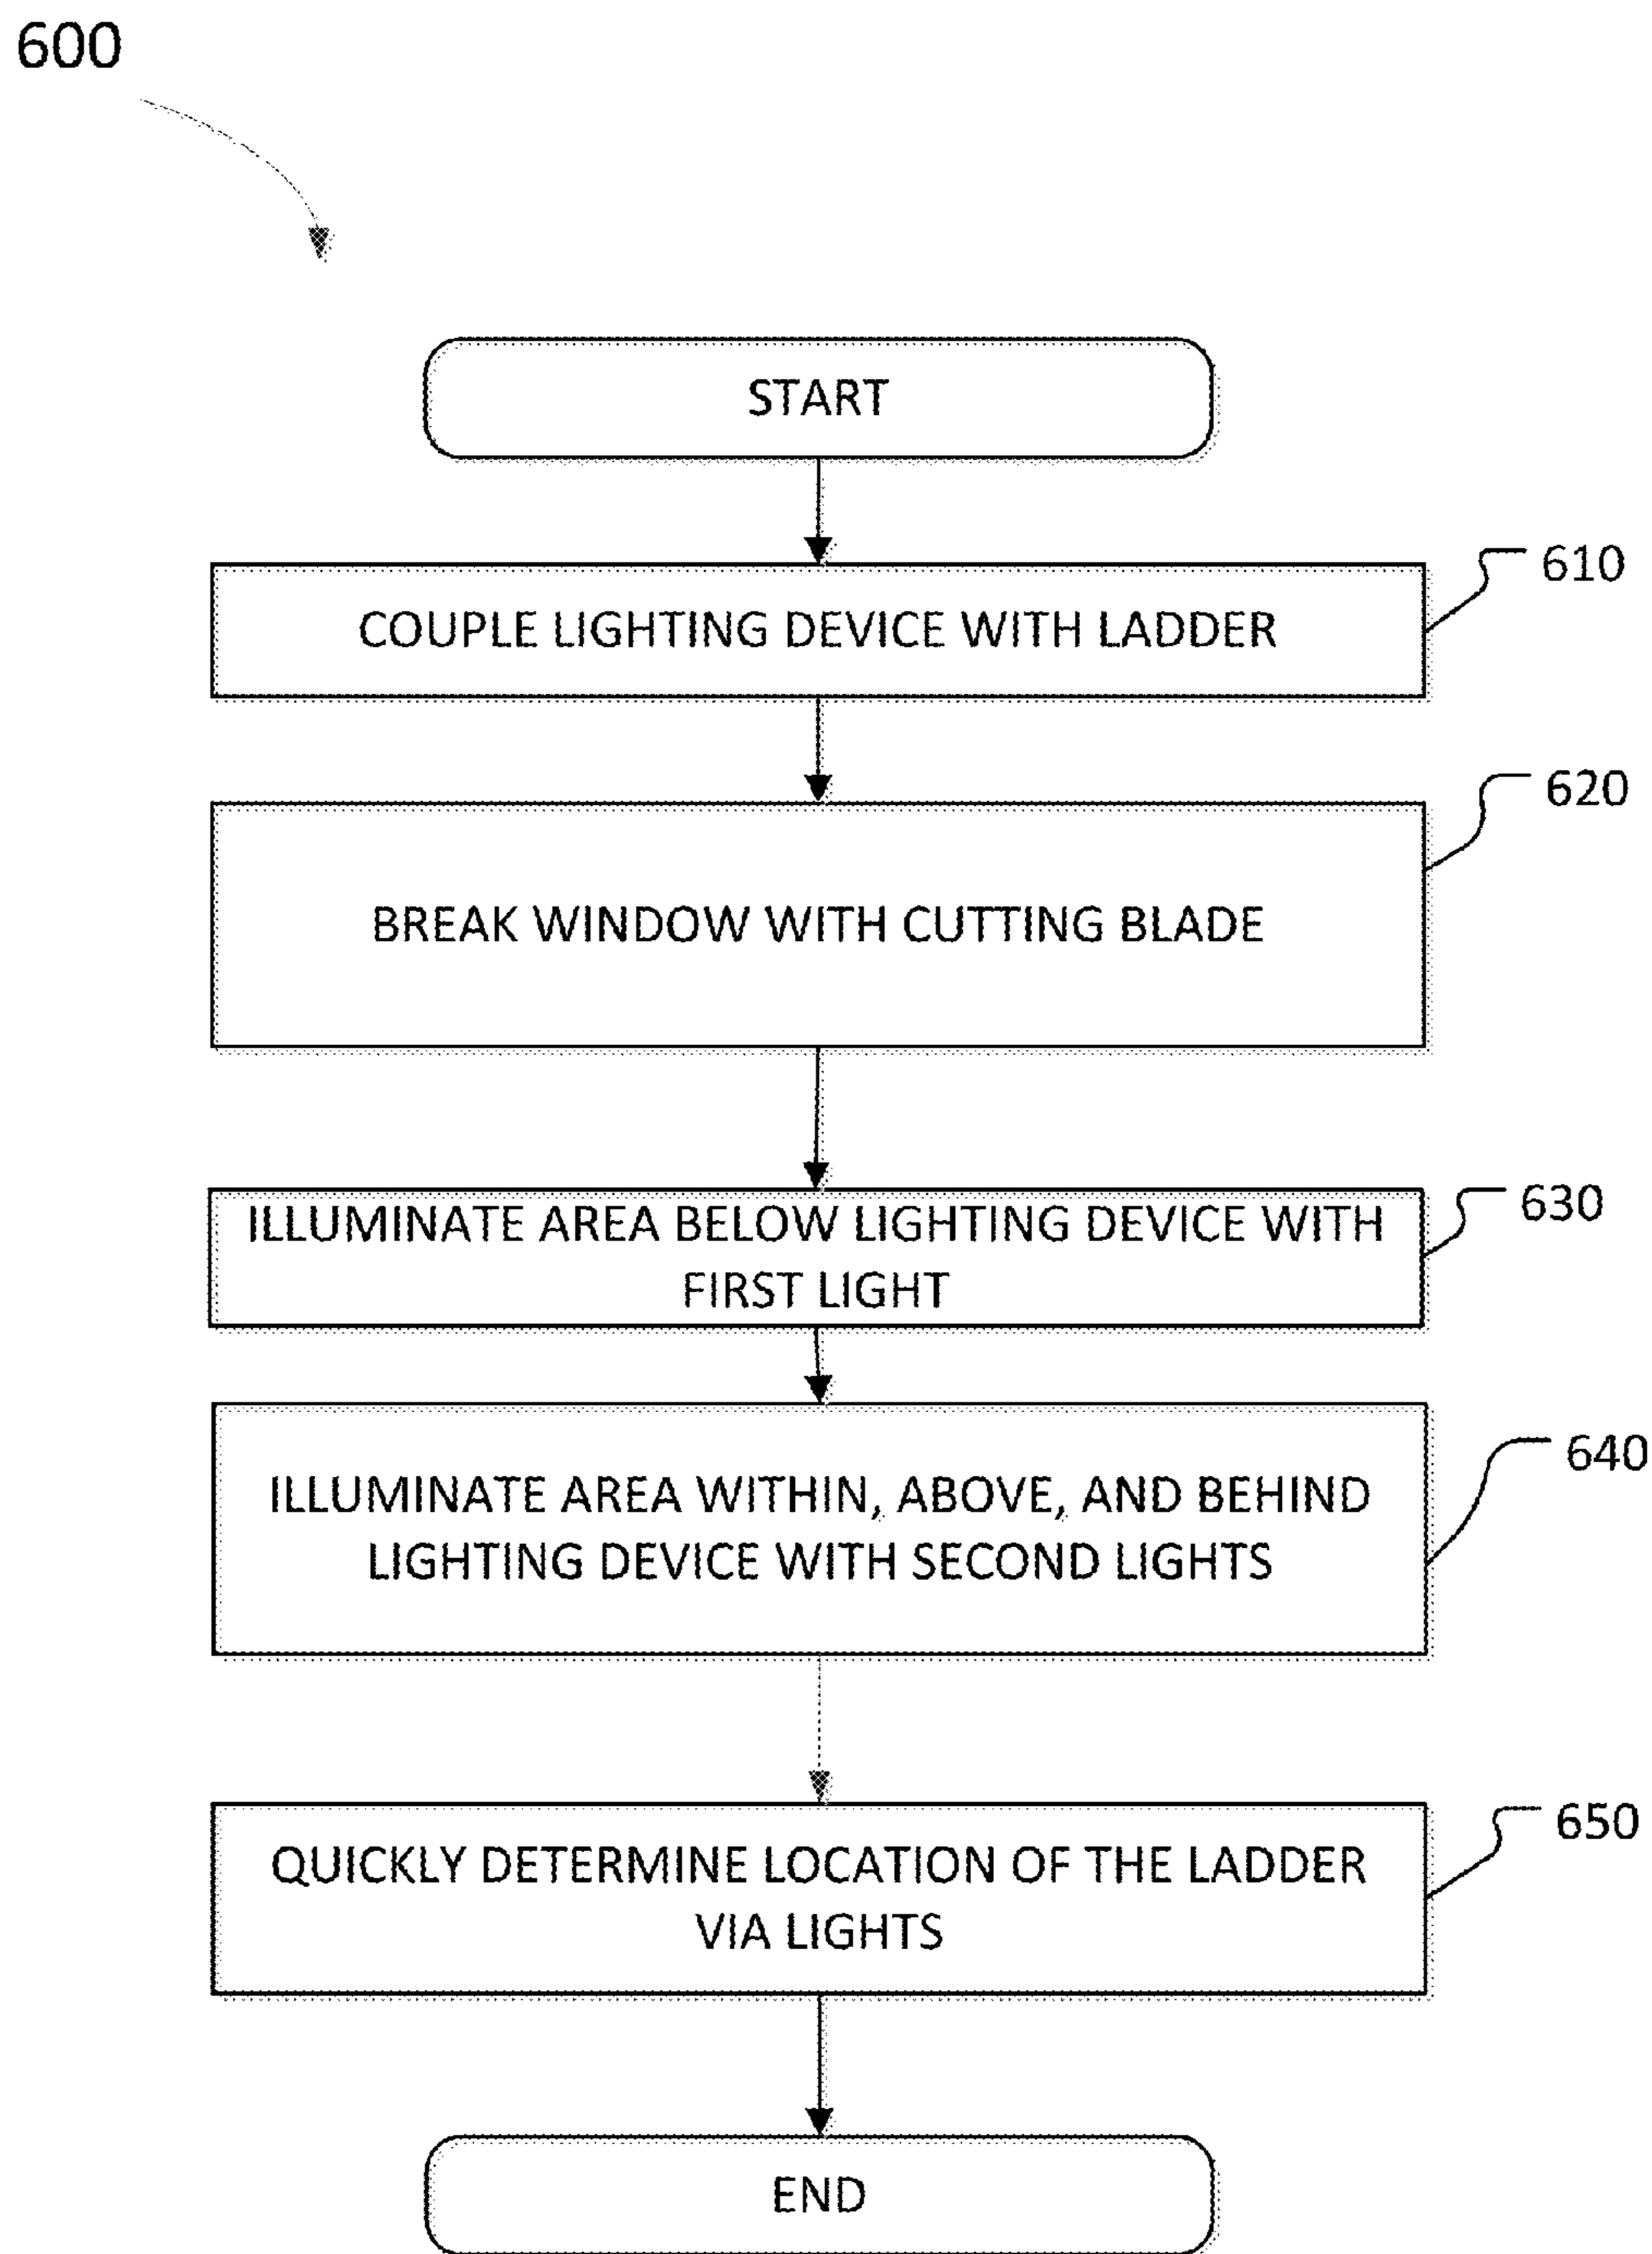 600
START
610
COUPLE LIGHTING DEVICE WITH LADDER
620
BREAK WINDOW WITH CUTTING BLADE
630
ILLUMINATE AREA BELOW LIGHTING DEVICE WITH
FIRST LIGHT
640
ILLUMINATE AREA WITHIN, ABOVE, AND BEHIND
LIGHTING DEVICE WITH SECOND LIGHTS
650
QUICKLY DETERMINE LOCATION OF THE LADDER
VIA LIGHTS
END